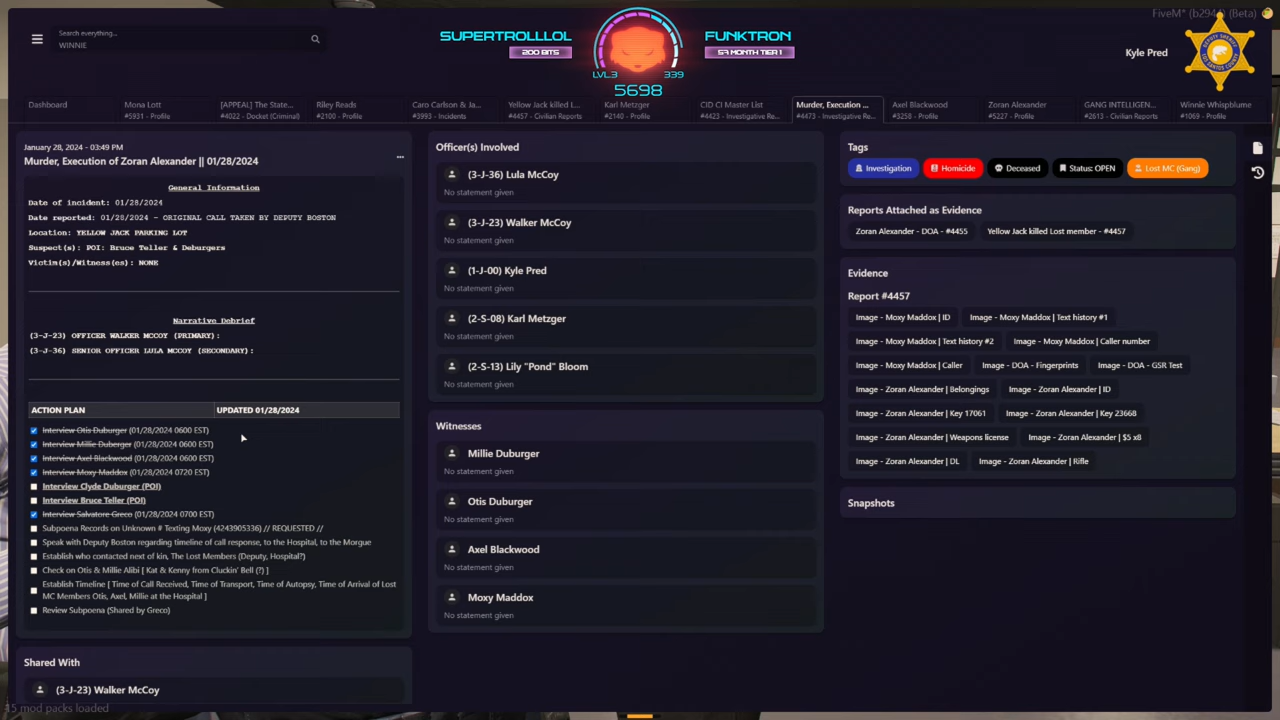 FiveM* (b294 (Beta)
Search everything...
WINNIE
SUPERTROLLLOL
200 BITS
LVL3
339
5698
FUNKTRON
57 MONTH TIER 1
Kyle Pred
Dashboard
Mona Lott
#5931 - Profile
[APPEAL] The State...
#4022 - Docket (Criminal)
Riley Reads
#2100 - Profile
Caro Carlson & Ja...
#3993 - Incidents
Yellow Jack killed L...
#4457 - Civilian Reports
Karl Metzger
#2140 - Profile
CID CI Master List
#4423 - Investigative Re...
Murder, Execution ...
#4473 - Investigative Re...
Axel Blackwood
#3258 - Profile
Zoran Alexander
#5227 - Profile
GANG INTELLIGEN...
#2613 - Civilian Reports
Winnie Whispblume
#1069 - Profile
January 28, 2024 - 03:49 PM
Murder, Execution of Zoran Alexander || 01/28/2024
General Information
Date of incident: 01/28/2024
Date reported: 01/28/2024 - ORIGINAL CALL TAKEN BY DEPUTY BOSTON
Location: YELLOW JACK PARKING LOT
Suspect(s): POI: Bruce Teller & Deburgers
Victim(s)/Witness(es): NONE
Narrative Debrief
(3-J-23) OFFICER WALKER MCCOY (PRIMARY):
(3-J-36) SENIOR OFFICER LULA MCCOY (SECONDARY):
ACTION PLAN UPDATED 01/28/2024
Interview Otis Duburger (01/28/2024 0600 EST)
Interview Millie Duberger (01/28/2024 0600 EST)
Interview Axel Blackwood (01/28/2024 0600 EST)
Interview Moxy Maddox (01/28/2024 0720 EST)
Interview Clyde Duburger (POI)
Interview Bruce Teller (POI)
Interview Salvatore Greco (01/28/2024 0700 EST)
Subpoena Records on Unknown # Texting Moxy (4243905336) // REQUESTED //
Speak with Deputy Boston regarding timeline of call response, to the Hospital, to the Morgue
Establish who contacted next of kin, The Lost Members (Deputy, Hospital?)
Check on Otis & Millie Alibi [ Kat & Kenny from Cluckin' Bell (?) ]
Establish Timeline [ Time of Call Received, Time of Transport, Time of Autopsy, Time of Arrival of Lost
MC Members Otis, Axel, Millie at the Hospital ]
Review Subpoena (Shared by Greco)
Shared With
(3-J-23) Walker McCoy
15 mod packs loaded
Officer(s) Involved
(3-J-36) Lula McCoy
No statement given
(3-J-23) Walker McCoy
No statement given
(1-J-00) Kyle Pred
No statement given
(2-S-08) Karl Metzger
No statement given
(2-S-13) Lily "Pond" Bloom
No statement given
Witnesses
Millie Duburger
No statement given
Otis Duburger
No statement given
Axel Blackwood
No statement given
Moxy Maddox
No statement given
Tags
Investigation Homicide Deceased Status: OPEN Lost MC (Gang)
Reports Attached as Evidence
Zoran Alexander - DOA - #4455 Yellow Jack killed Lost member - #4457
Evidence
Report #4457
Image - Moxy Maddox | ID Image - Moxy Maddox | Text history #1
Image - Moxy Maddox | Text history #2 Image - Moxy Maddox | Caller number
Image - Moxy Maddox | Caller Image - DOA - Fingerprints Image - DOA - GSR Test
Image - Zoran Alexander | Belongings Image - Zoran Alexander | ID
Image - Zoran Alexander | Key 17061 Image - Zoran Alexander | Key 23668
Image - Zoran Alexander | Weapons license Image - Zoran Alexander | $5 x8
Image - Zoran Alexander | DL Image - Zoran Alexander | Rifle
Snapshots